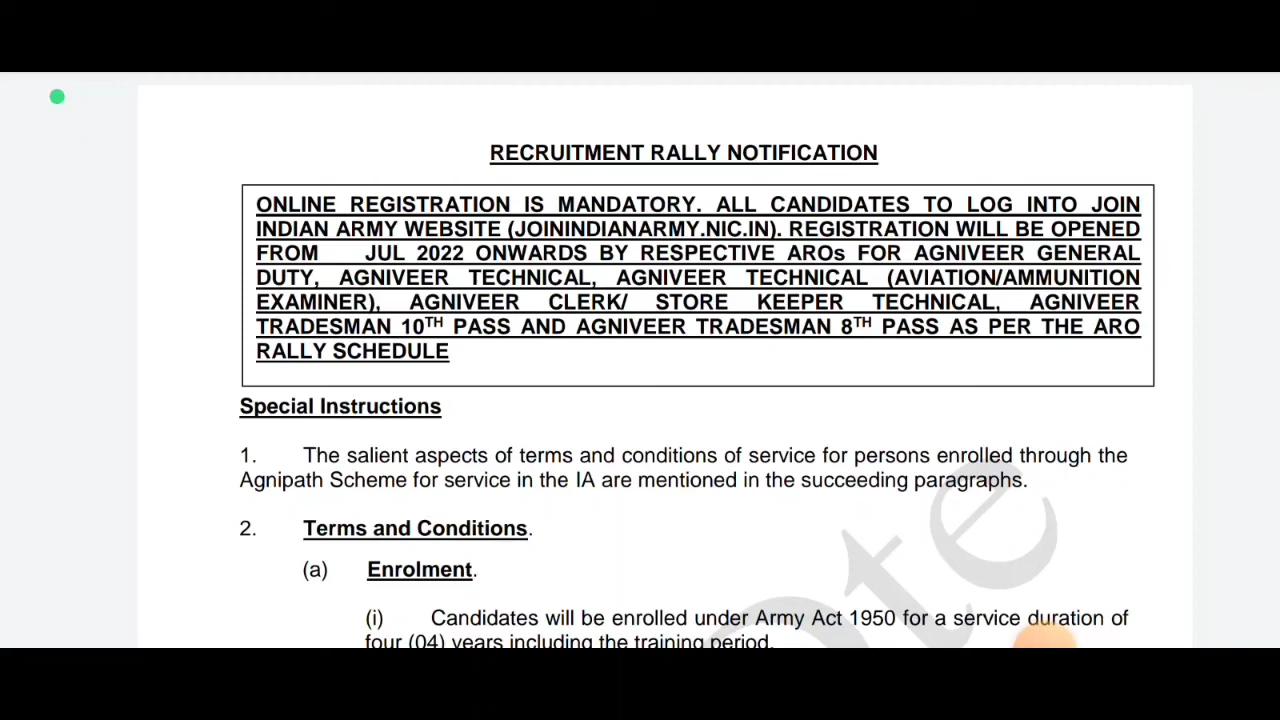 RECRUITMENT RALLY NOTIFICATION
ONLINE REGISTRATION IS MANDATORY. ALL CANDIDATES TO LOG INTO JOIN
INDIAN ARMY WEBSITE (JOININDIANARMY.NIC.IN). REGISTRATION WILL BE OPENED
FROM JUL 2022 ONWARDS BY RESPECTIVE AROs FOR AGNIVEER GENERAL
DUTY, AGNIVEER TECHNICAL, AGNIVEER TECHNICAL (AVIATION/AMMUNITION
EXAMINER), AGNIVEER CLERK/ STORE KEEPER TECHNICAL, AGNIVEER
TRADESMAN 10TH PASS AND AGNIVEER TRADESMAN 8TH PASS AS PER THE ARO
RALLY SCHEDULE
Special Instructions
1. The salient aspects of terms and conditions of service for persons enrolled through the
Agnipath Scheme for service in the IA are mentioned in the succeeding paragraphs.
2. Terms and Conditions.
(a) Enrolment.
(i) Candidates will be enrolled under Army Act 1950 for a service duration of
four (04) years including the training period.